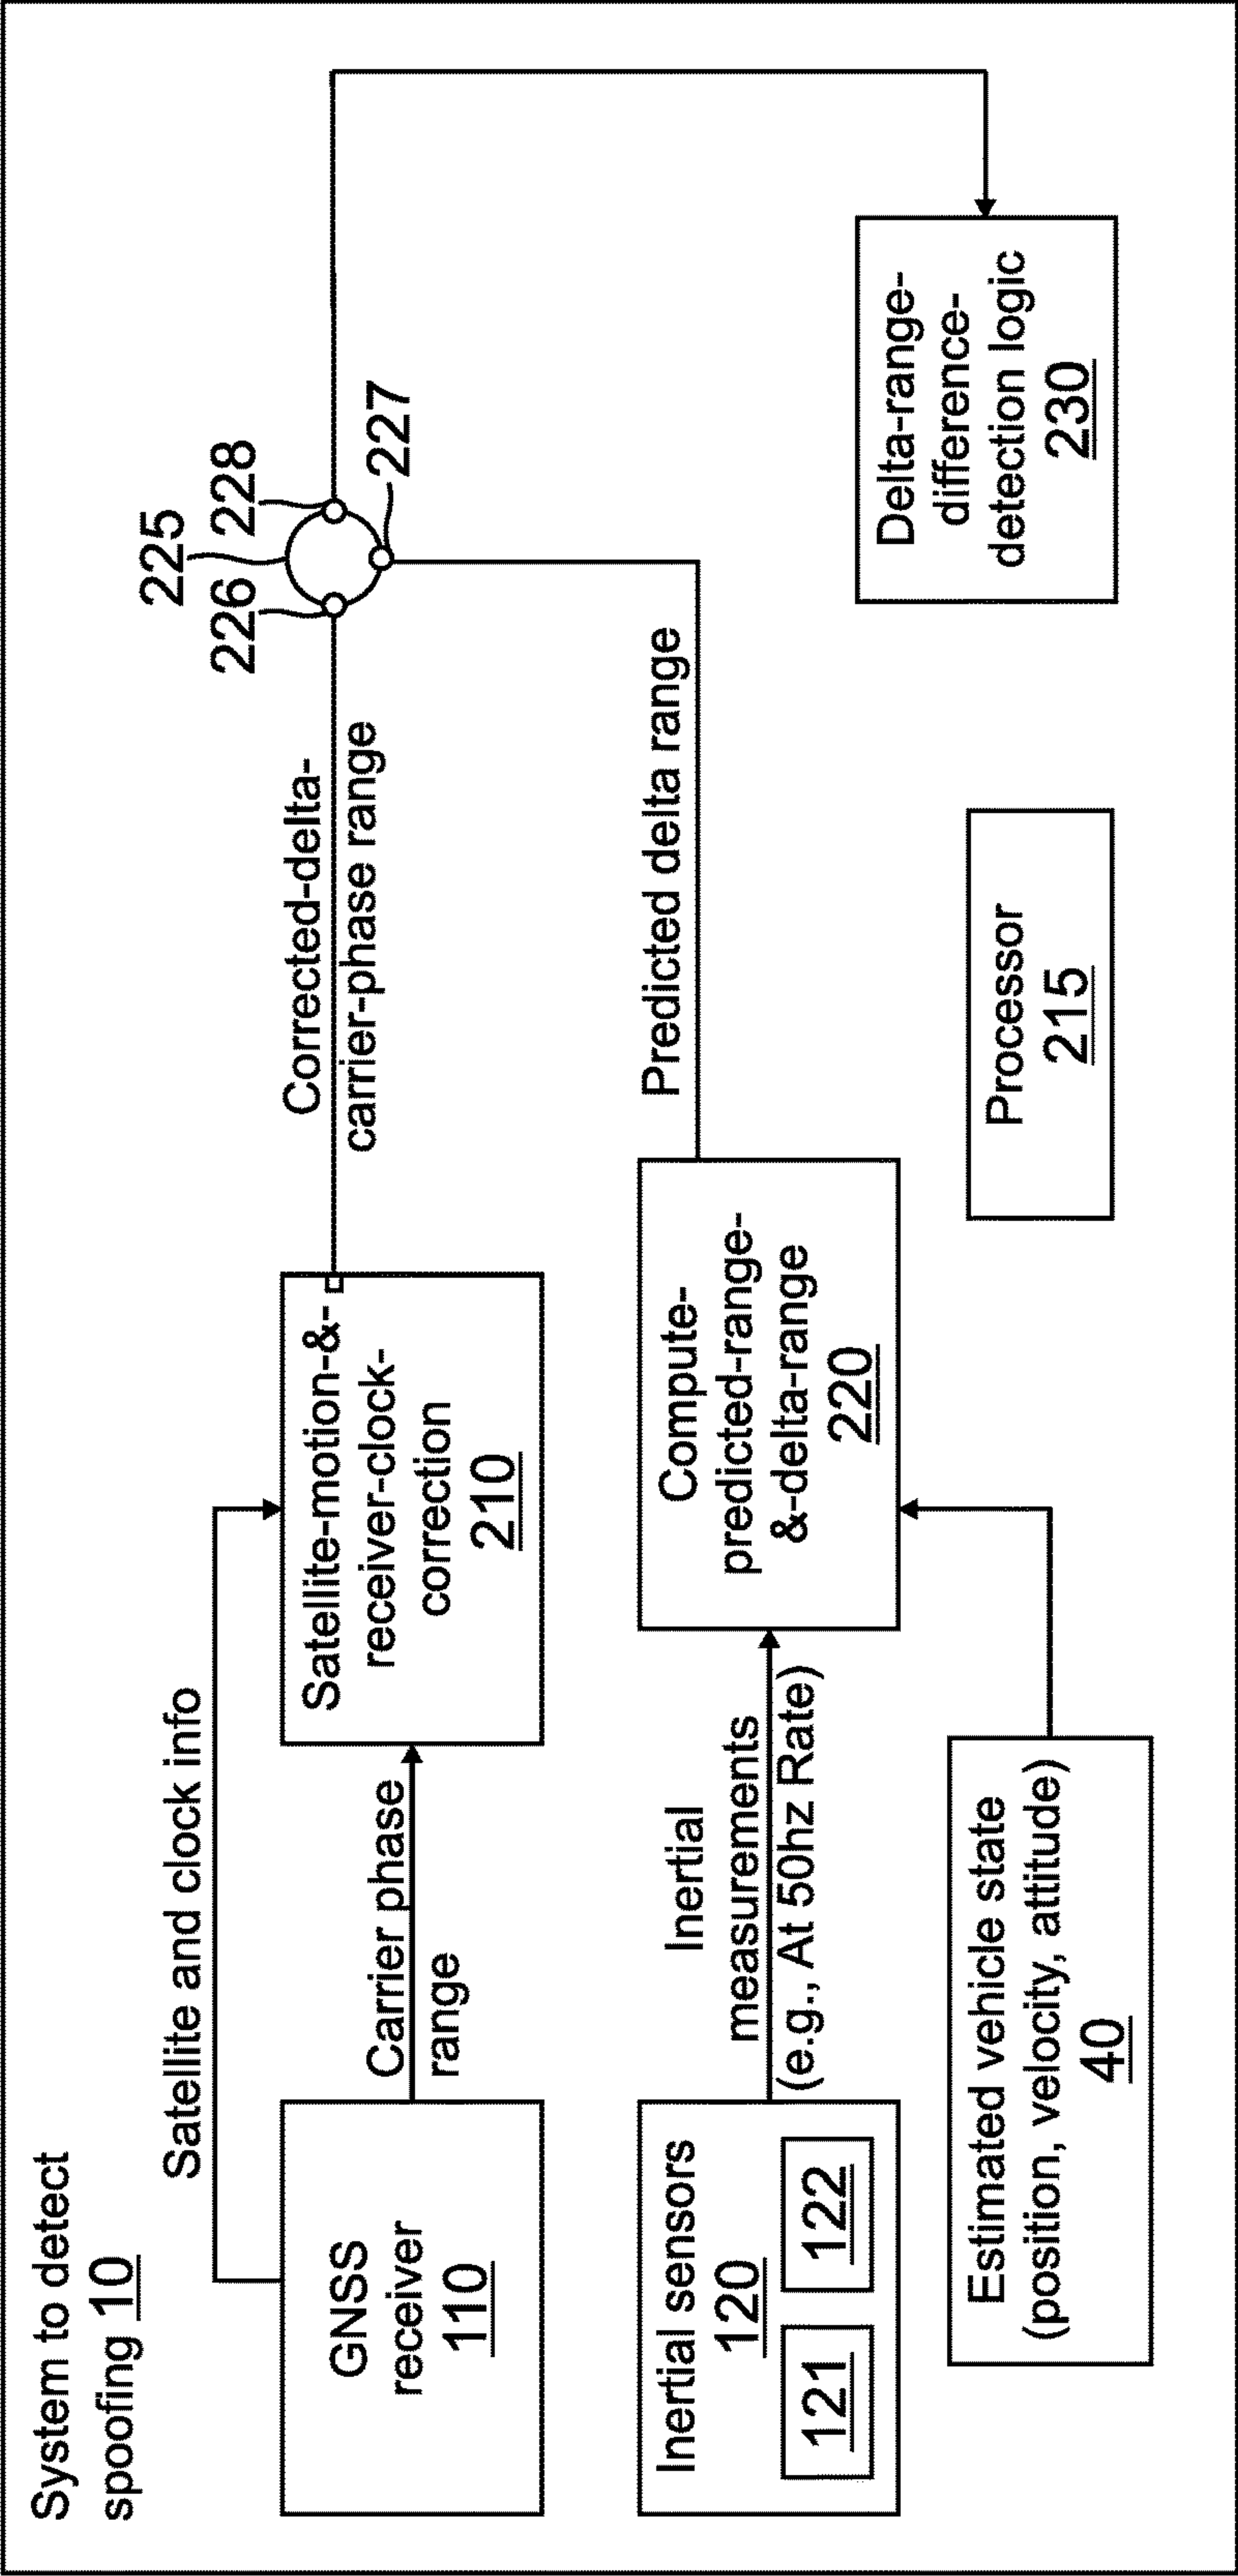 System to detect
spoofing 10
Satellite and clock info
GNSS
receiver
110
Carrier phase
range
Satellite-motion-&-
receiver-clock-
correction
210
Corrected-delta-
carrier-phase range
225
226
228
227
Inertial sensors
120
121
122
Inertial
measurements
(e.g., At 50hz Rate)
Compute-
predicted-range-
&-delta-range
220
Predicted delta range
Estimated vehicle state
(position, velocity, attitude)
40
Processor
215
Delta-range-
difference-
detection logic
230